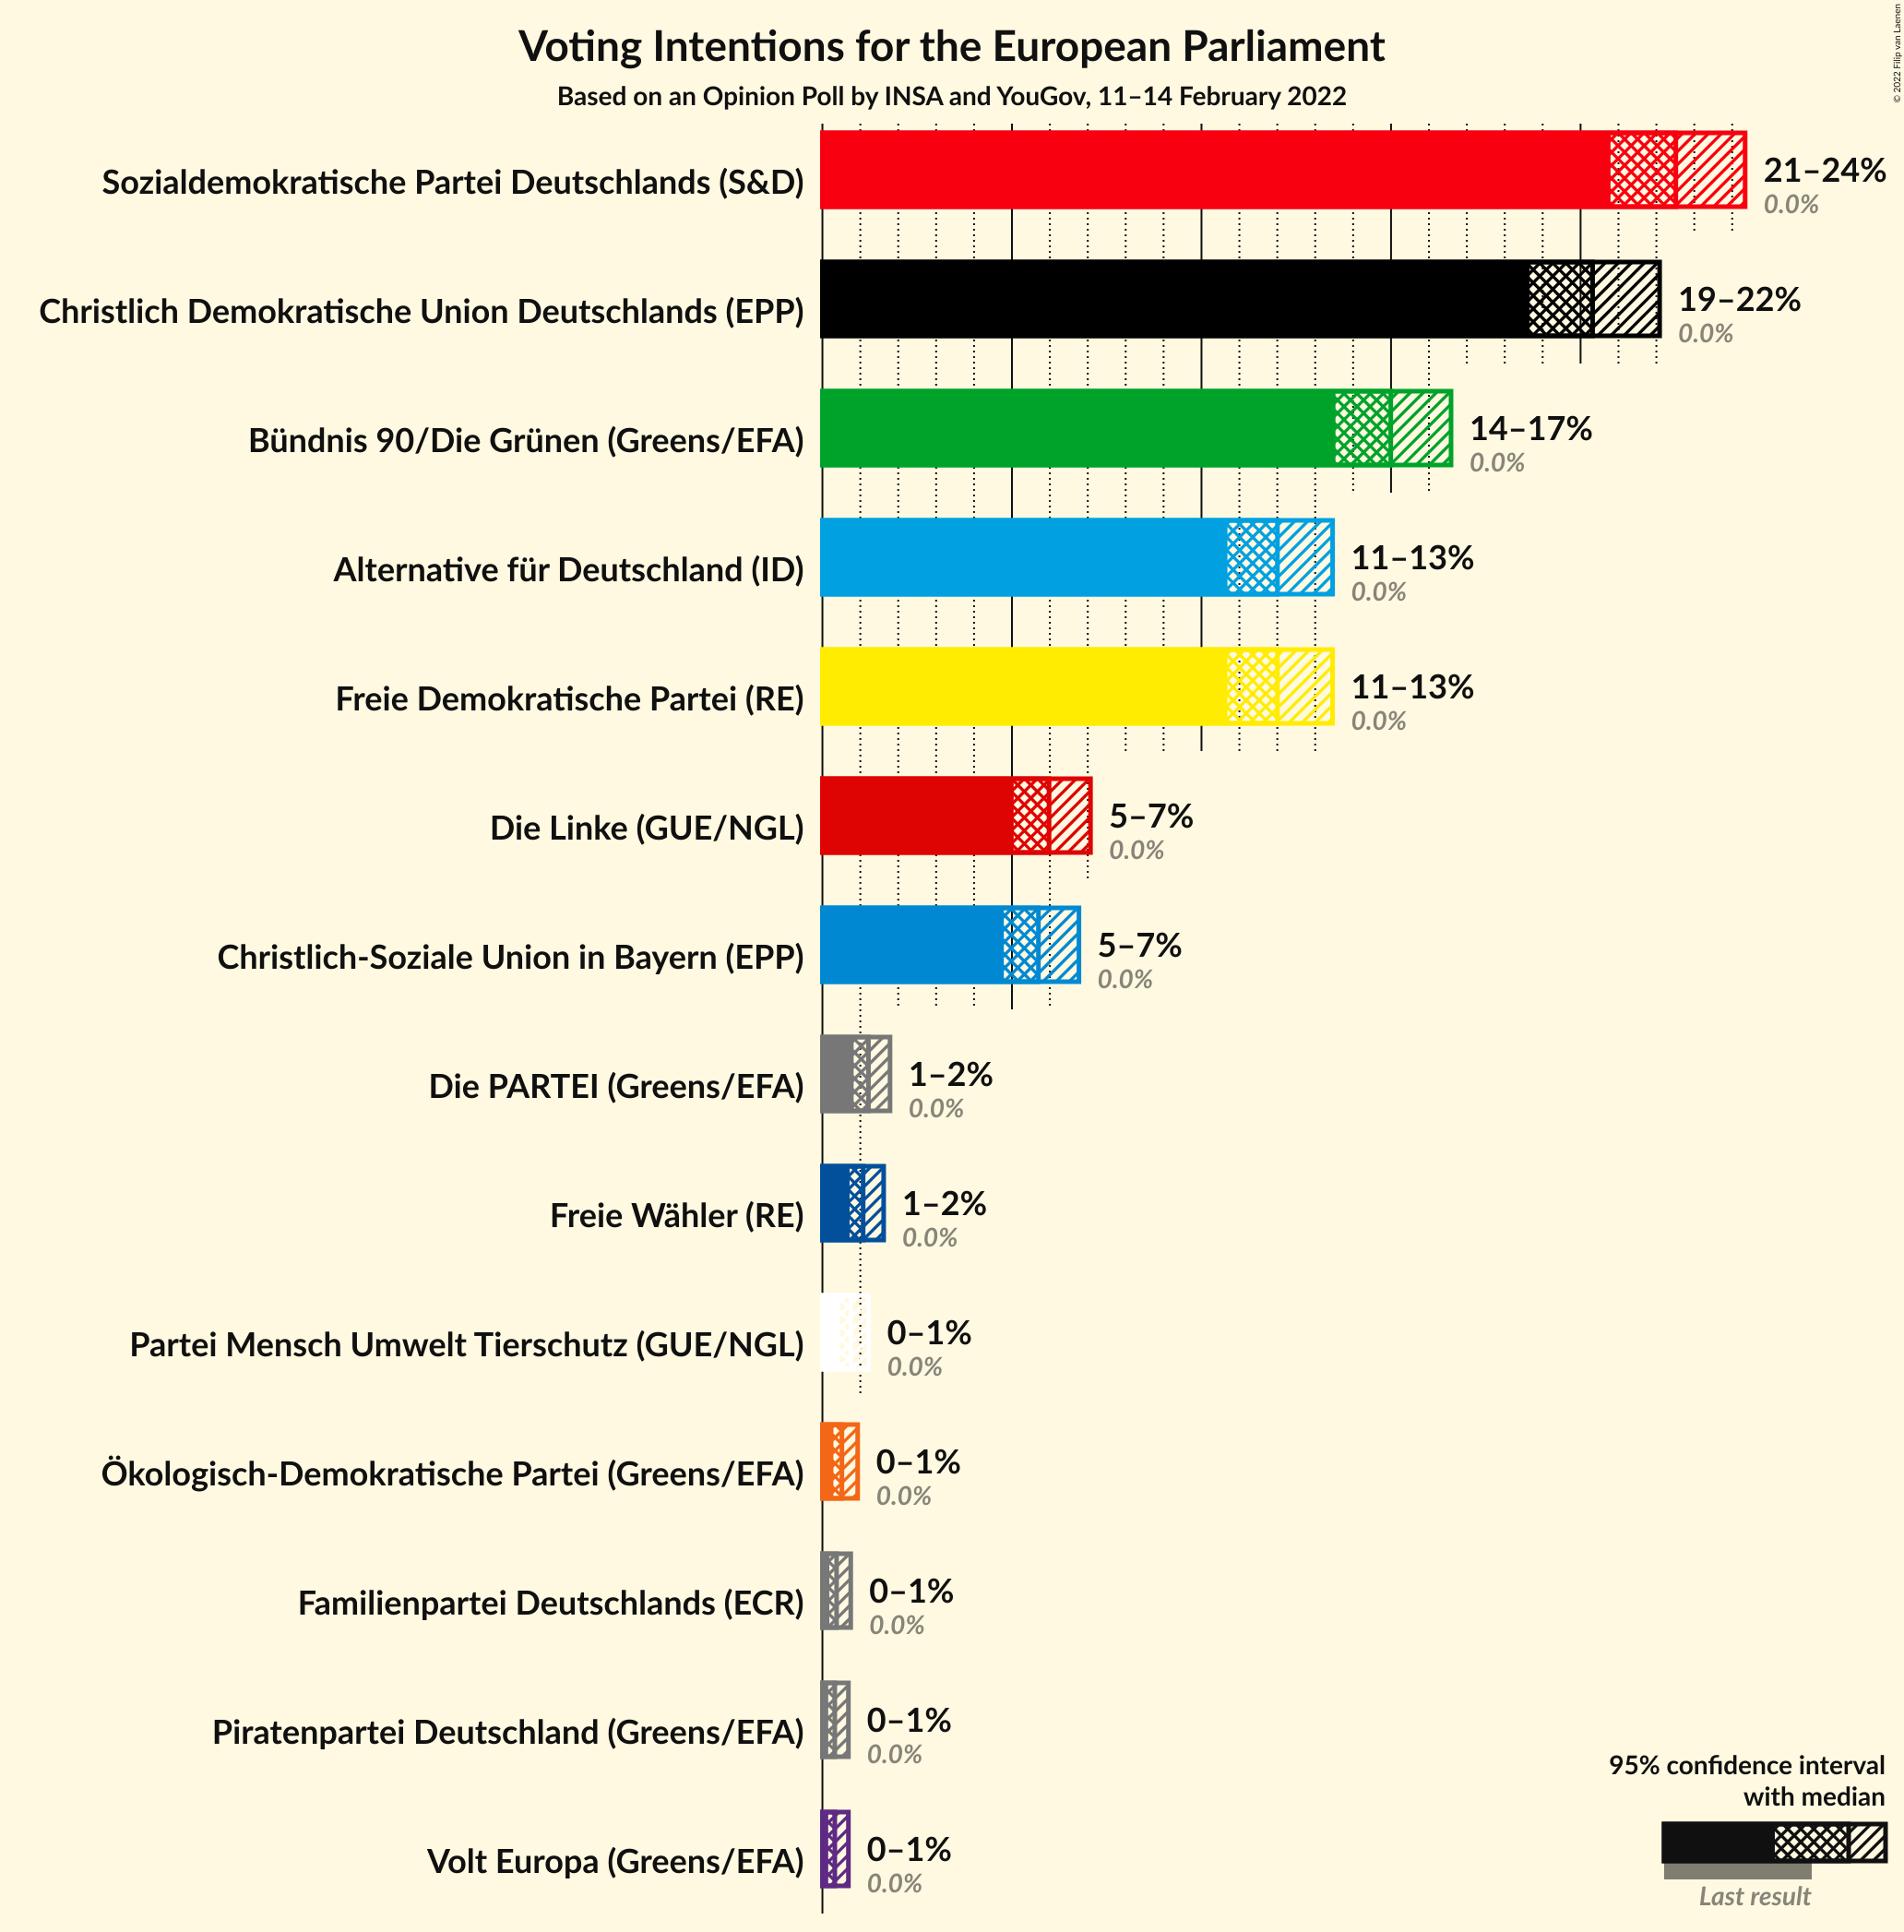 Voting Intentions for the European Parliament
Based on an Opinion Poll by INSA and YouGov, 11–14 February 2022
© 2022 Filip van Laenen
Sozialdemokratische Partei Deutschlands (S&D)
21–24%
0.0%
Christlich Demokratische Union Deutschlands (EPP)
19–22%
0.0%
Bündnis 90/Die Grünen (Greens/EFA)
14–17%
0.0%
Alternative für Deutschland (ID)
11–13%
0.0%
Freie Demokratische Partei (RE)
11–13%
0.0%
Die Linke (GUE/NGL)
5–7%
0.0%
Christlich-Soziale Union in Bayern (EPP)
5–7%
0.0%
Die PARTEI (Greens/EFA)
1–2%
0.0%
Freie Wähler (RE)
1–2%
0.0%
Partei Mensch Umwelt Tierschutz (GUE/NGL)
0–1%
0.0%
Ökologisch-Demokratische Partei (Greens/EFA)
0–1%
0.0%
Familienpartei Deutschlands (ECR)
0–1%
0.0%
Piratenpartei Deutschland (Greens/EFA)
0–1%
0.0%
Volt Europa (Greens/EFA)
0–1%
0.0%
95% confidence interval
with median
Last result